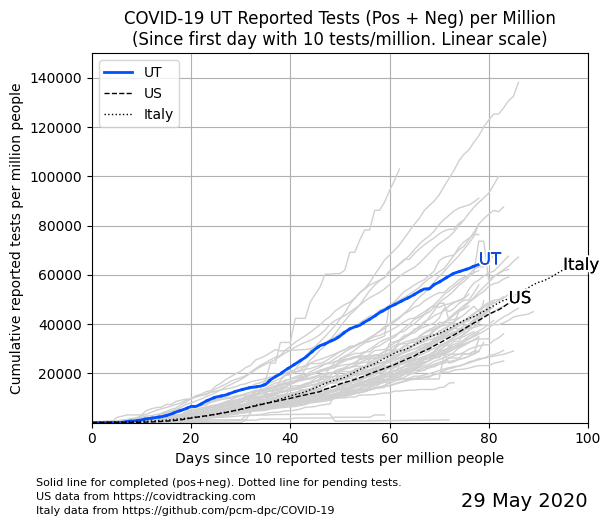 COVID-19 UT Reported Tests (Pos + Neg) per Million
(Since first day with 10 tests/million. Linear scale)
UT
US
Italy
140000
120000
100000
80000
60000
40000
20000
Cumulative reported tests per million people
UT
Italy
US
0 20 40 60 80 100
Days since 10 reported tests per million people
Solid line for completed (pos+neg). Dotted line for pending tests.
US data from https://covidtracking.com
Italy data from https://github.com/pcm-dpc/COVID-19
29 May 2020